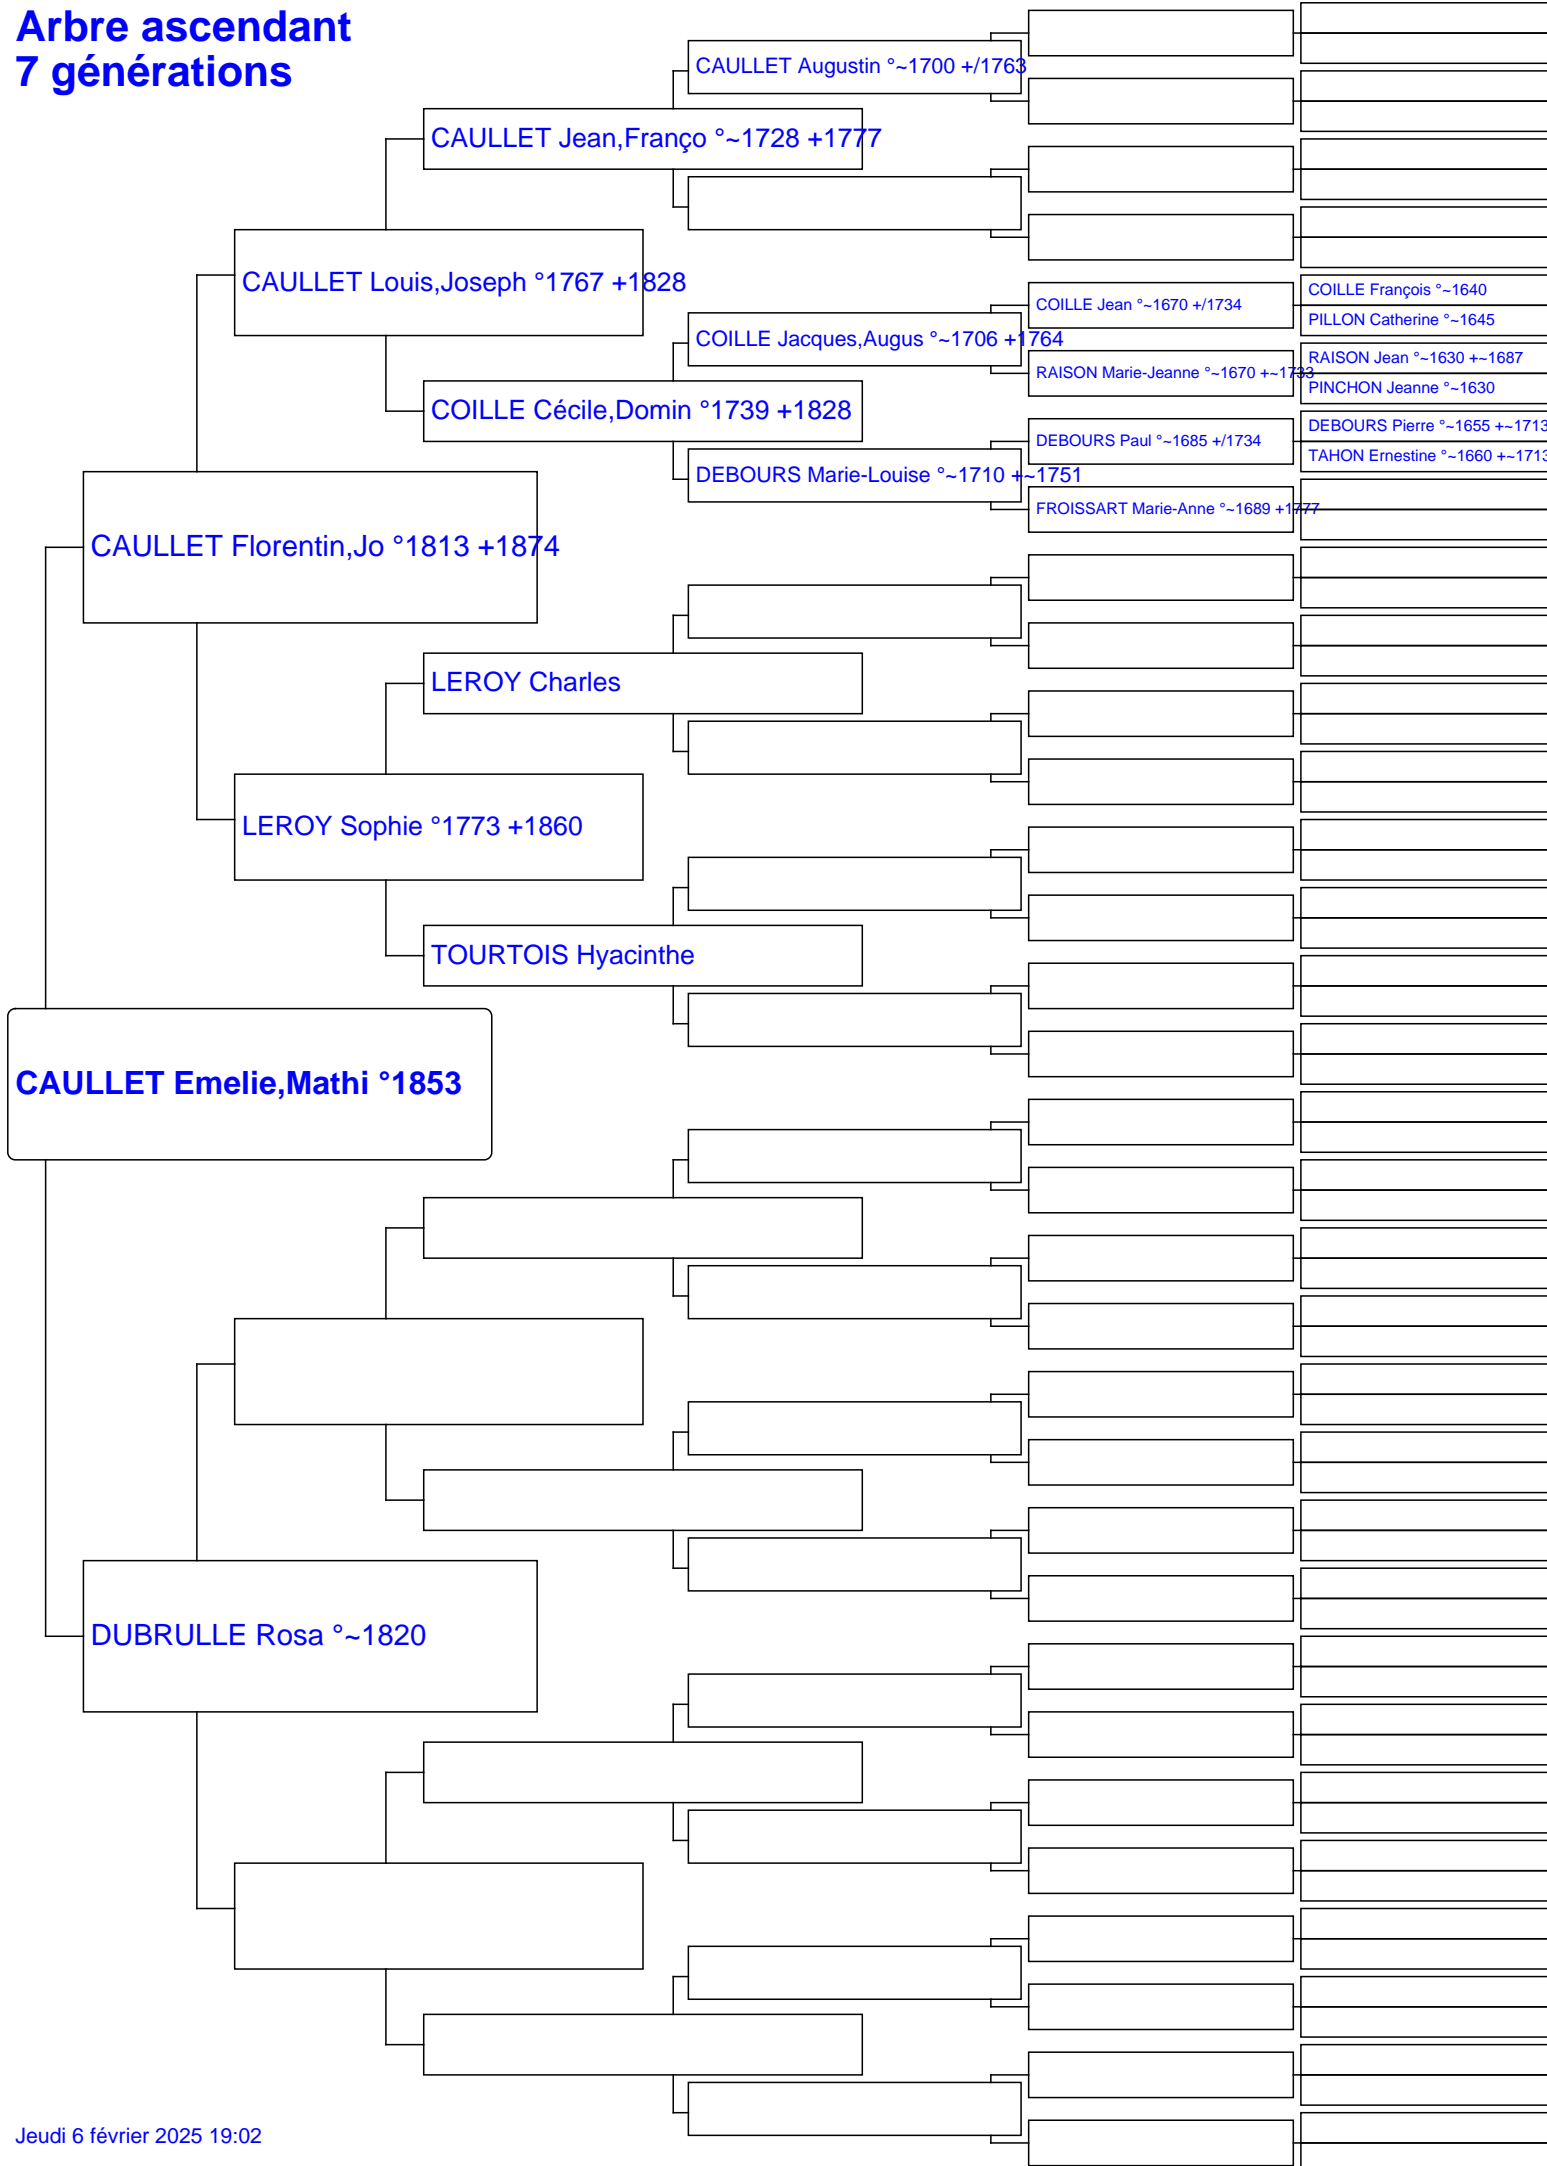 Arbre ascendant
7 générations
CAULLET Augustin °~1700 +/1763
CAULLET Jean,Franço °~1728 +1777
CAULLET Louis,Joseph °1767 +1828
COILLE François °~1640
COILLE Jean °~1670 +/1734
PILLON Catherine °~1645
COILLE Jacques,Augus °~1706 +1764
RAISON Jean °~1630 +~1687
RAISON Marie-Jeanne °~1670 +~1733
PINCHON Jeanne °~1630
COILLE Cécile,Domin °1739 +1828
DEBOURS Pierre °~1655 +~1713
DEBOURS Paul °~1685 +/1734
TAHON Ernestine °~1660 +~1713
DEBOURS Marie-Louise °~1710 +~1751
FROISSART Marie-Anne °~1689 +1777
CAULLET Florentin,Jo °1813 +1874
LEROY Charles
LEROY Sophie °1773 +1860
TOURTOIS Hyacinthe
CAULLET Emelie,Mathi °1853
DUBRULLE Rosa °~1820
Jeudi 6 février 2025 19:02